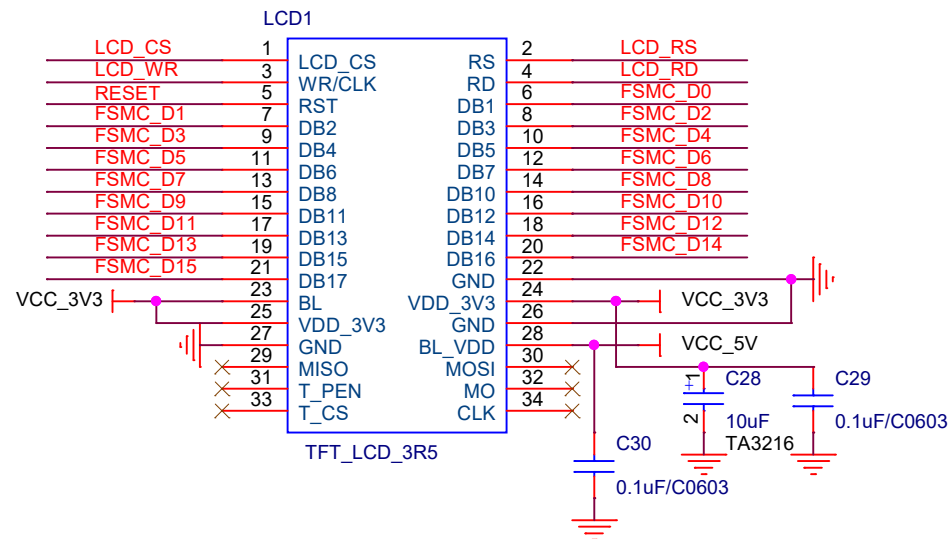 LCD1
LCD_CS 1 LCD_CS RS 2 LCD_RS
LCD_WR 3 WR/CLK RD 4 LCD_RD
RESET 5 RST DB1 6 FSMC_D0
FSMC_D1 7 DB2 DB3 8 FSMC_D2
FSMC_D3 9 DB4 DB5 10 FSMC_D4
FSMC_D5 11 DB6 DB7 12 FSMC_D6
FSMC_D7 13 DB8 DB10 14 FSMC_D8
FSMC_D9 15 DB11 DB12 16 FSMC_D10
FSMC_D11 17 DB13 DB14 18 FSMC_D12
FSMC_D13 19 DB15 DB16 20 FSMC_D14
FSMC_D15 21 DB17 GND 22
VCC_3V3 23 BL VDD_3V3 24 VCC_3V3
25 VDD_3V3 GND 26
27 GND BL_VDD 28 VCC_5V
29 MISO MOSI 30
31 T_PEN MO 32
33 T_CS CLK 34
TFT_LCD_3R5
+1 C28
2 10uF
TA3216
C29
0.1uF/C0603
C30
0.1uF/C0603